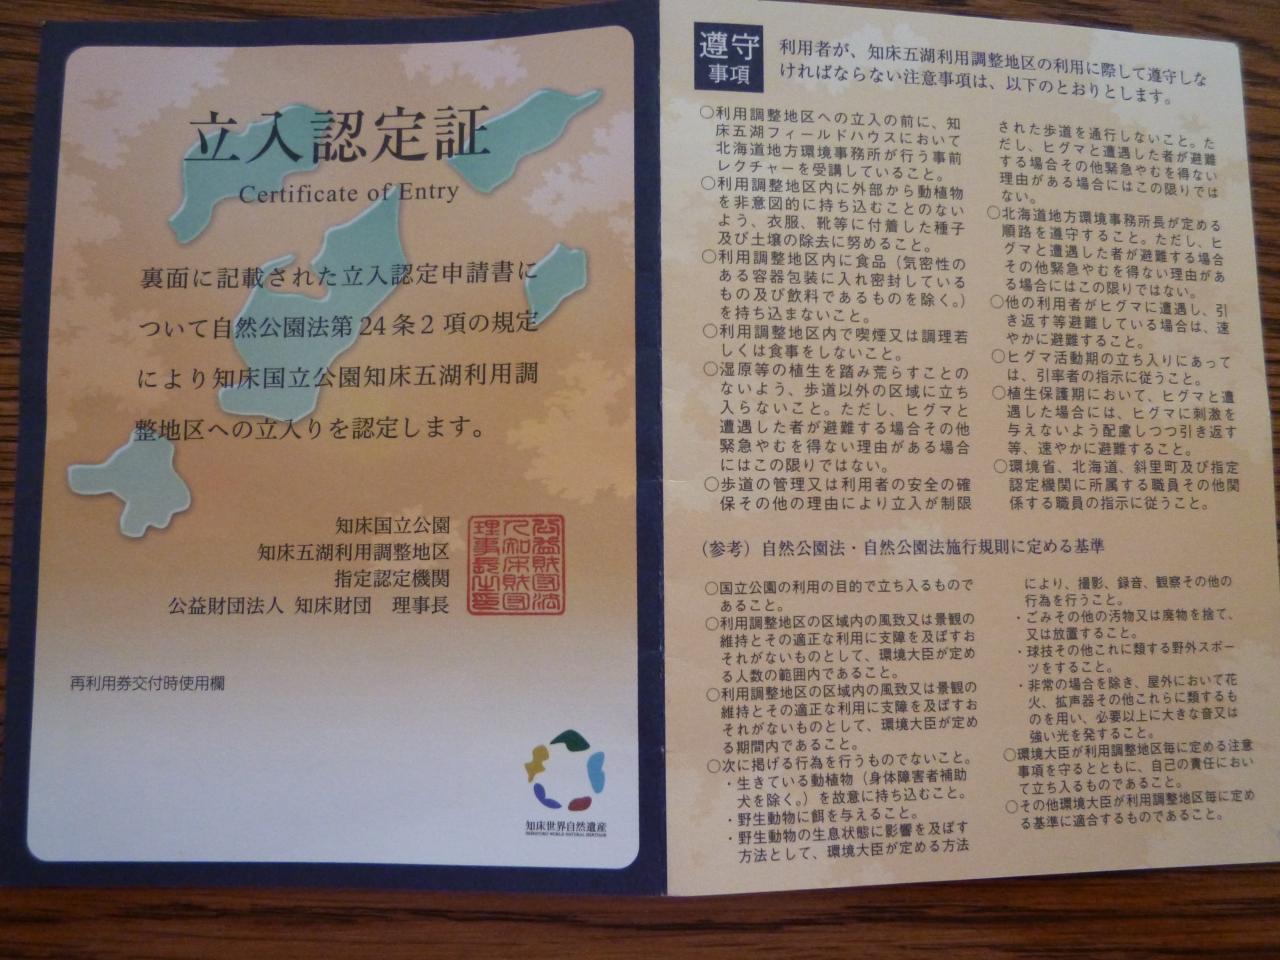 立入認定証
Certificate of Entry
裏面に記載された立入認定申請書に
ついて自然公園法第24条2項の規定
により知床国立公園知床五湖利用調
整地区への立入りを認定します。
知床国立公園
知床五湖利用調整地区
指定認定機関
公益財団法人 知床財団 理事長
再利用券交付時使用欄
知床世界自然遺産
SHIRETOKO WORLD NATURAL HERITAGE
遵守
事項
利用者が、知床五湖利用調整地区の利用に際して遵守しな
ければならない注意事項は、以下のとおりとします。
○利用調整地区への立入の前に、知
床五湖フィールドハウスにおいて
北海道地方環境事務所が行う事前
レクチャーを受講していること。
○利用調整地区内に外部から動植物
を非意図的に持ち込むことのない
よう、衣服、靴等に付着した種子
及び土壌の除去に努めること。
○利用調整地区内に食品（気密性の
ある容器包装に入れ密封している
もの及び飲料であるものを除く。）
を持ち込まないこと。
○利用調整地区内で喫煙又は調理若
しくは食事をしないこと。
○湿原等の植生を踏み荒らすことの
ないよう、歩道以外の区域に立ち
入らないこと。ただし、ヒグマと
遭遇した者が避難する場合その他
緊急やむを得ない理由がある場合
にはこの限りではない。
○歩道の管理又は利用者の安全の確
保その他の理由により立入が制限
された歩道を通行しないこと。た
だし、ヒグマと遭遇した者が避難
する場合その他緊急やむを得ない
理由がある場合にはこの限りでは
ない。
○北海道地方環境事務所長が定める
順路を遵守すること。ただし、ヒ
グマと遭遇した者が避難する場合
その他緊急やむを得ない理由があ
る場合にはこの限りではない。
○他の利用者がヒグマに遭遇し、引
き返す等避難している場合は、速
やかに避難すること。
○ヒグマ活動期の立ち入りにあって
は、引率者の指示に従うこと。
○植生保護期において、ヒグマと遭
遇した場合には、ヒグマに刺激を
与えないよう配慮しつつ引き返す
等、速やかに避難すること。
○環境省、北海道、斜里町及び指定
認定機関に所属する職員その他関
係する職員の指示に従うこと。
（参考）自然公園法・自然公園法施行規則に定める基準
○国立公園の利用の目的で立ち入るもので
あること。
○利用調整地区の区域内の風致又は景観の
維持とその適正な利用に支障を及ぼすお
それがないものとして、環境大臣が定め
る人数の範囲内であること。
○利用調整地区の区域内の風致又は景観の
維持とその適正な利用に支障を及ぼすお
それがないものとして、環境大臣が定め
る期間内であること。
○次に掲げる行為を行うものでないこと。
・生きている動植物（身体障害者補助
犬を除く。）を故意に持ち込むこと。
・野生動物に餌を与えること。
・野生動物の生息状態に影響を及ぼす
方法として、環境大臣が定める方法
により、撮影、録音、観察その他の
行為を行うこと。
・ごみその他の汚物又は廃物を捨て、
又は放置すること。
・球技その他これに類する野外スポー
ツをすること。
・非常の場合を除き、屋外において花
火、拡声器その他これらに類するも
のを用い、必要以上に大きな音又は
強い光を発すること。
○環境大臣が利用調整地区毎に定める注意
事項を守るとともに、自己の責任におい
て立ち入るものであること。
○その他環境大臣が利用調整地区毎に定め
る基準に適合するものであること。